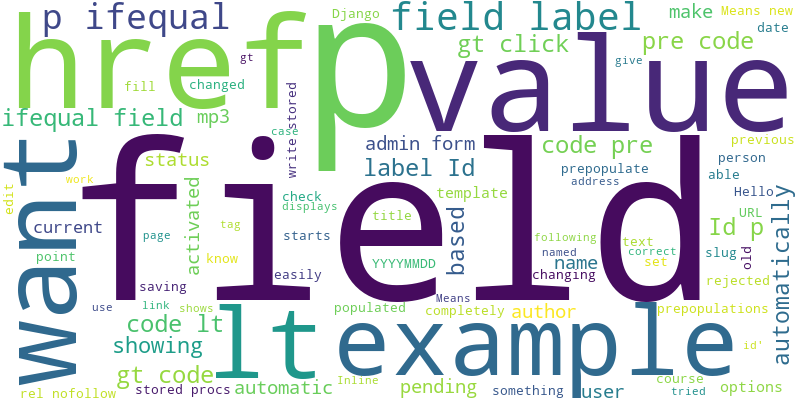 Django
p ifequal
field label
make
Means new
date
href
p
gt click
pre code
gt
give
value
fill
changed
write stored
ifequal field
mp3
case
want
status
admin form
code pre
previous
label Id
prepopulate
person
able
address
field
template
Hello
edit
work
activated
check
displays
title
based
URL
Id p
automatically
current
tag
starts
page
following
text
named
correct
slug
old
point
know
YYYYMMDD
name
set
easily
changing
rejected
saving
Means
use
link
shows
populated
completely
author
prepopulations
code lt
lt
example
showing
id'
gt code
Inline
rel nofollow
stored procs
automatic
pending
something
user
course
tried
options